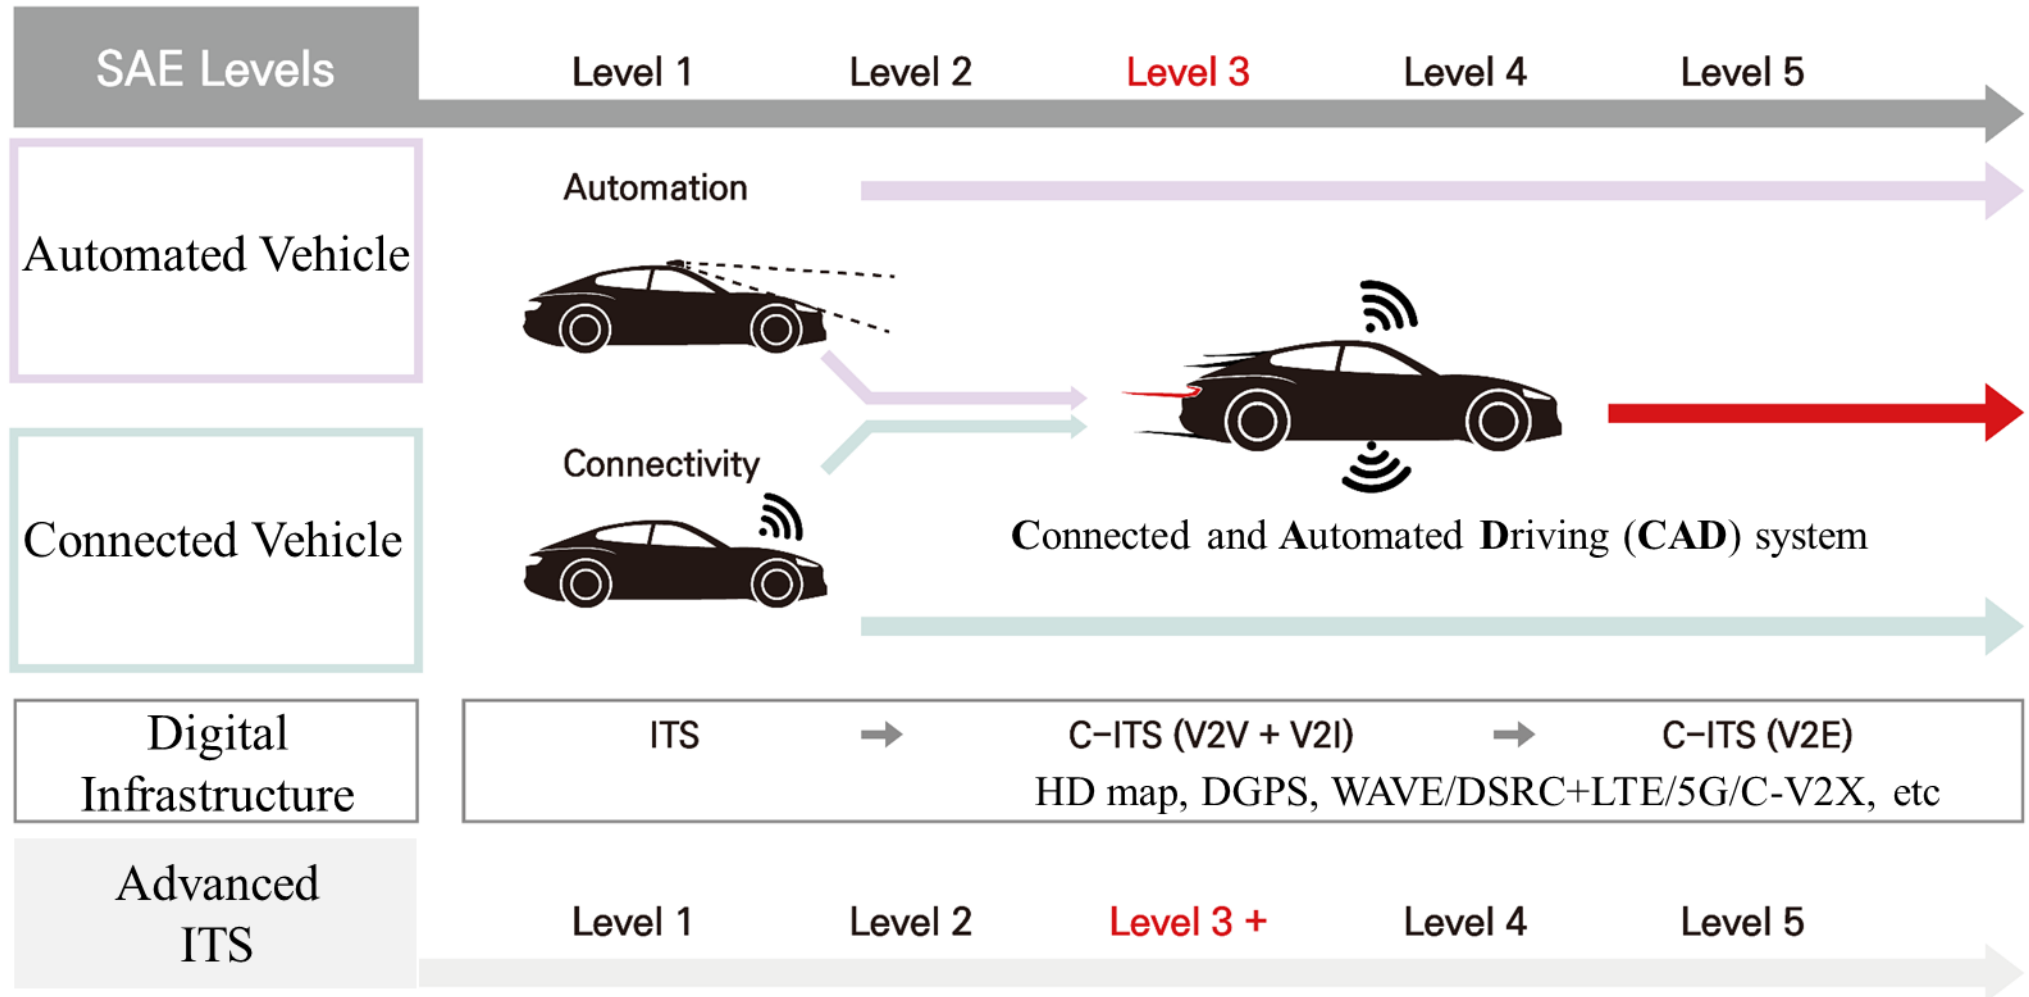 SAE Levels
Level 1 Level 2 Level 3 Level 4 Level 5
Automated Vehicle
Automation
Connected Vehicle
Connectivity
Connected and Automated Driving (CAD) system
Digital
Infrastructure
ITS → C-ITS (V2V + V2I) → C-ITS (V2E)
HD map, DGPS, WAVE/DSRC+LTE/5G/C-V2X, etc
Advanced
ITS
Level 1 Level 2 Level 3 + Level 4 Level 5